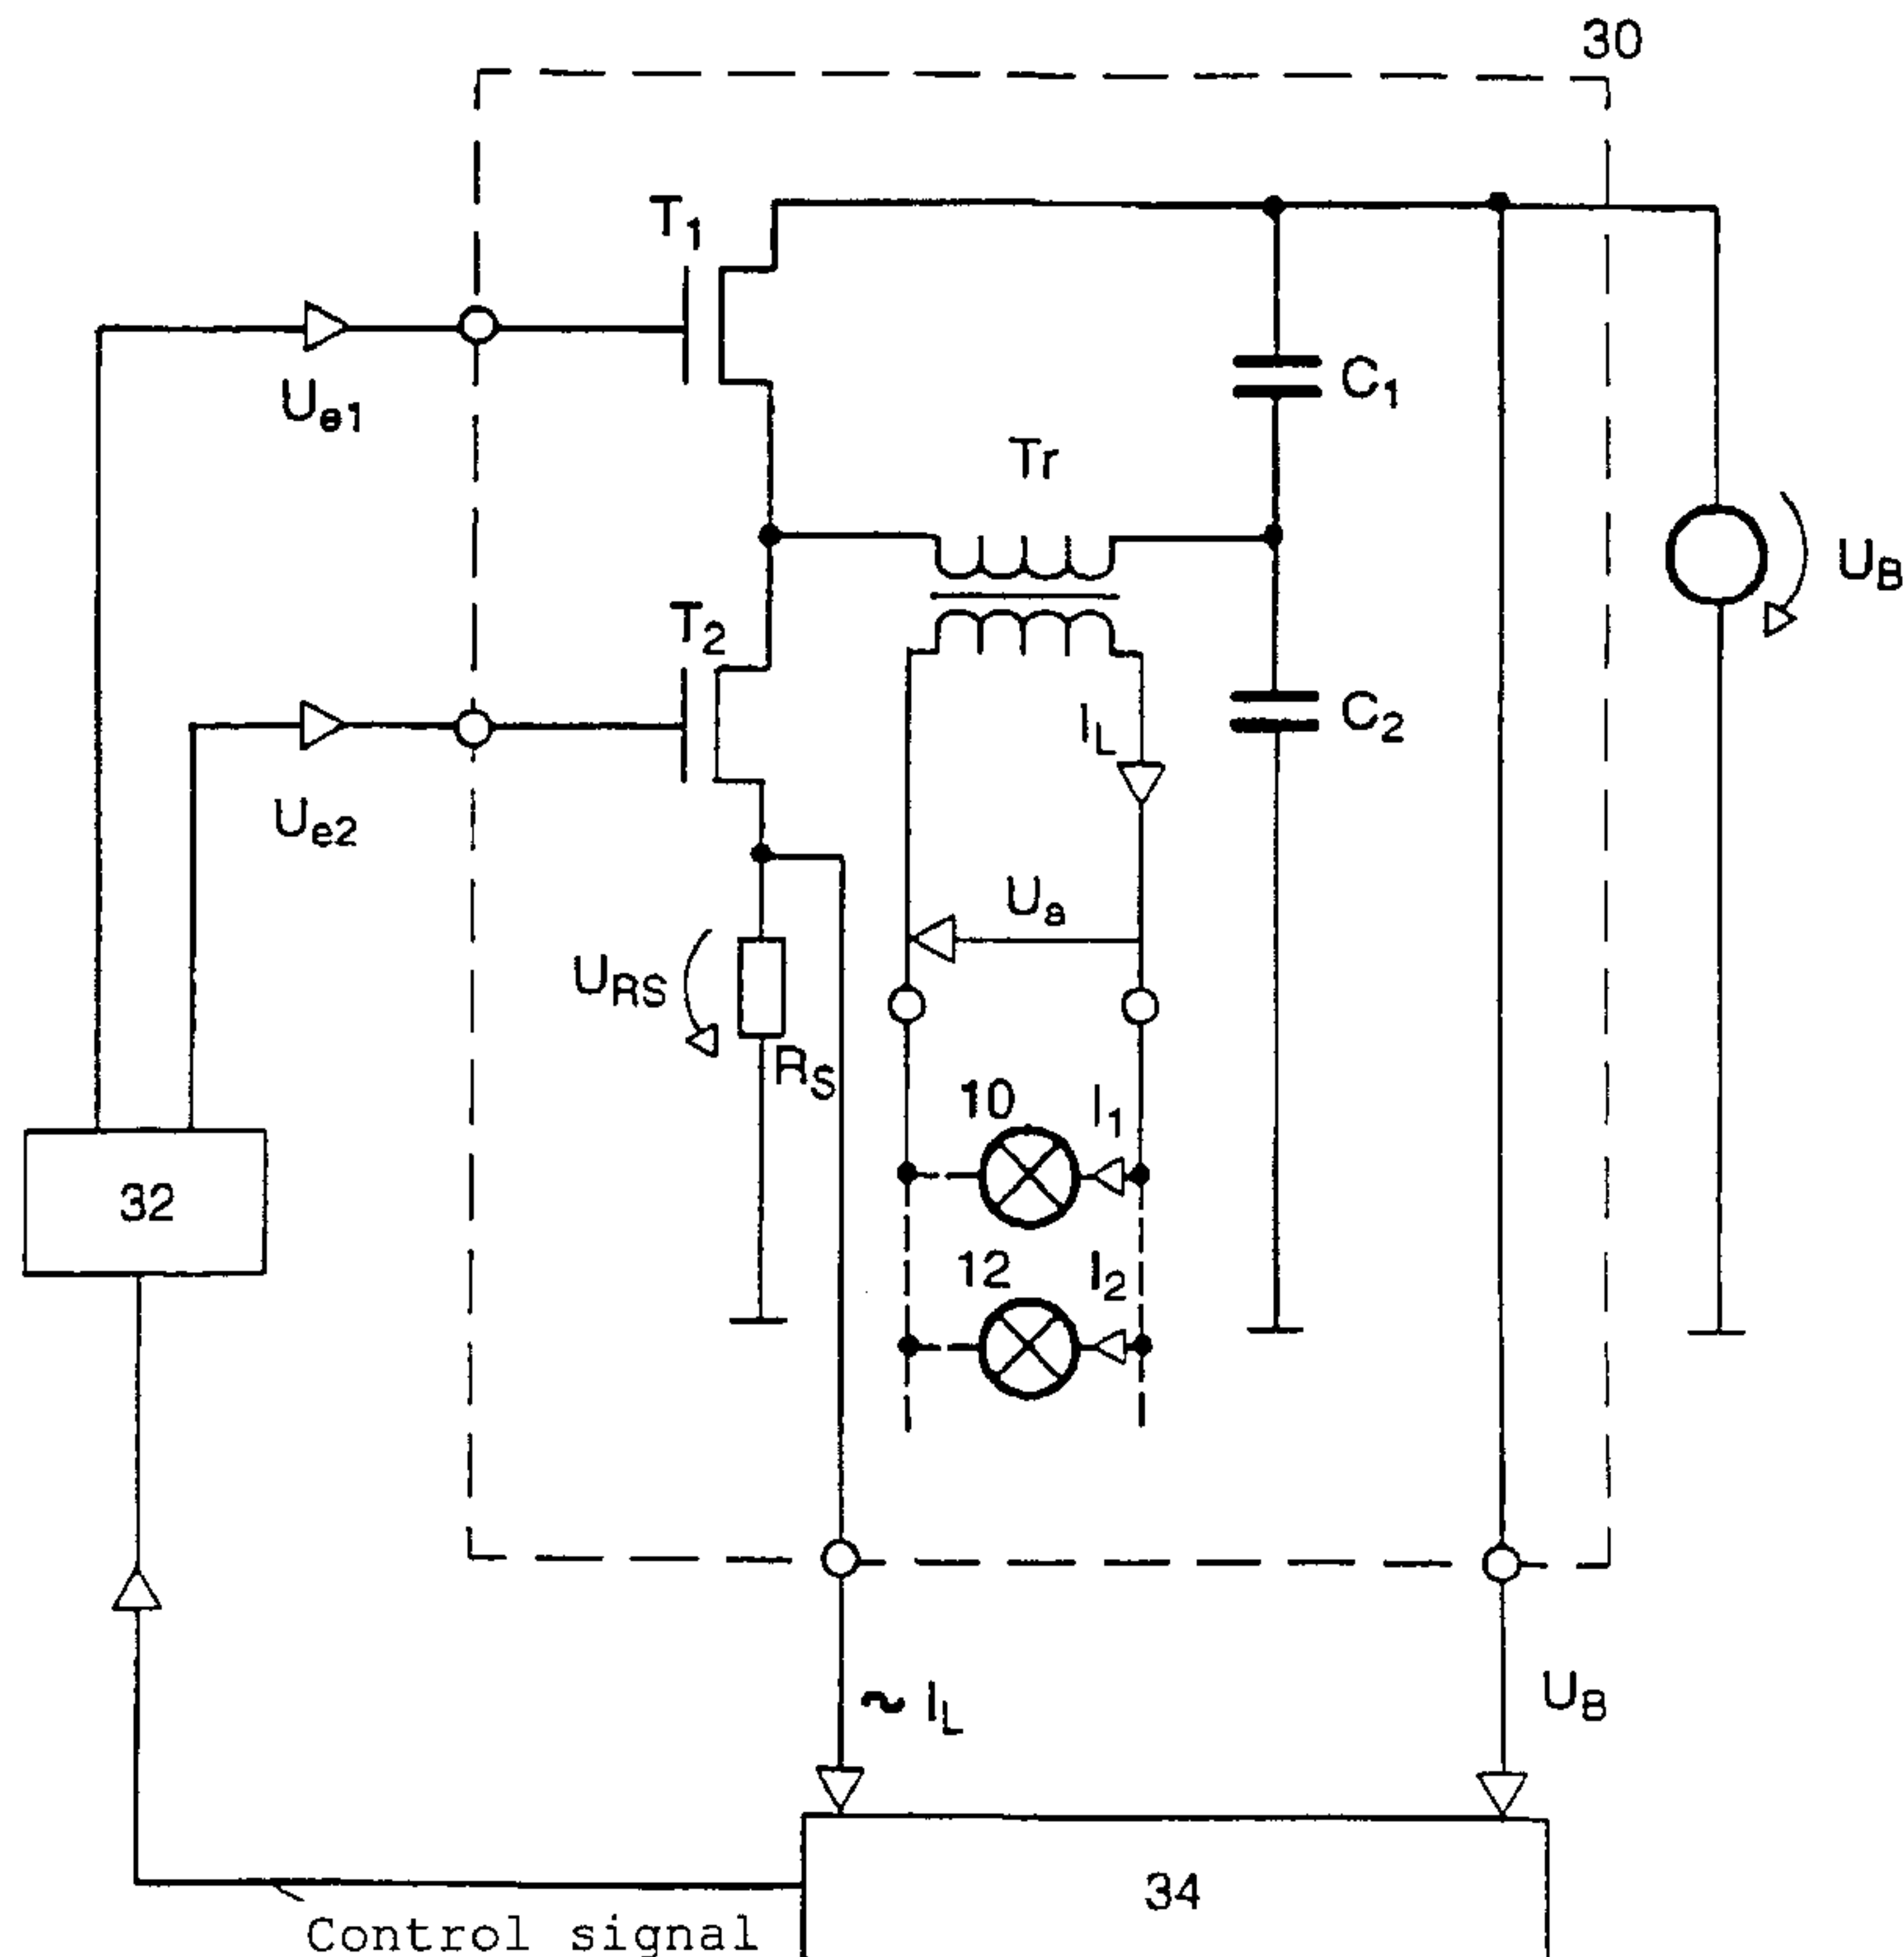 30
T1
Ue1
C1
Tr
UB
T2
IL
C2
Ue2
Ua
URS
RS
10
I1
32
12
I2
~ IL
U8
34
Control signal